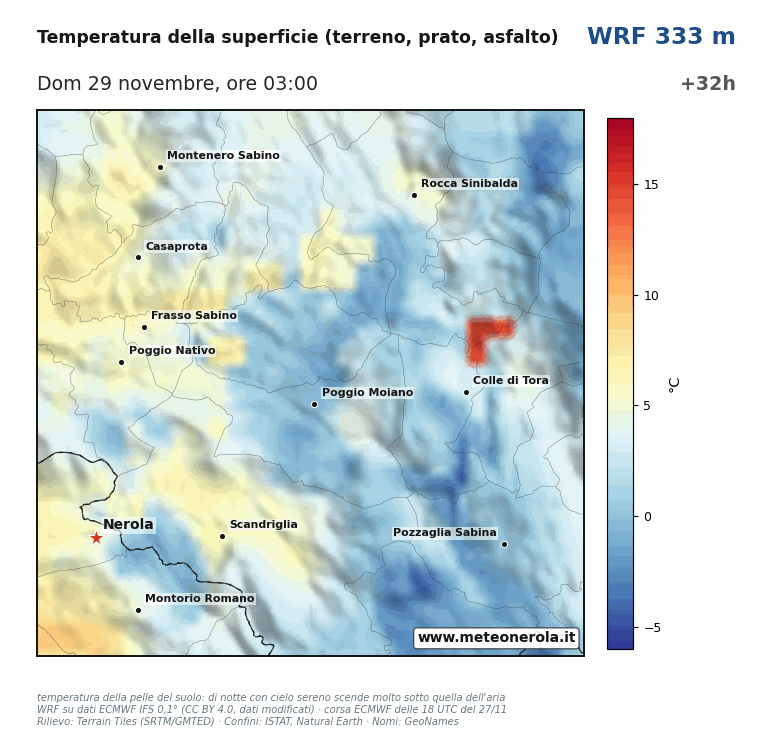 Temperatura della superficie (terreno, prato, asfalto) WRF 333 m
Dom 29 novembre, ore 03:00 +32h
Montenero Sabino
Rocca Sinibalda
Casaprota
Frasso Sabino
Poggio Nativo
Colle di Tora
Poggio Moiano
Nerola
Scandriglia
Pozzaglia Sabina
Montorio Romano
www.meteonerola.it
15
10
5
0
−5
°C
temperatura della pelle del suolo: di notte con cielo sereno scende molto sotto quella dell'aria
WRF su dati ECMWF IFS 0,1° (CC BY 4.0, dati modificati) · corsa ECMWF delle 18 UTC del 27/11
Rilievo: Terrain Tiles (SRTM/GMTED) · Confini: ISTAT, Natural Earth · Nomi: GeoNames